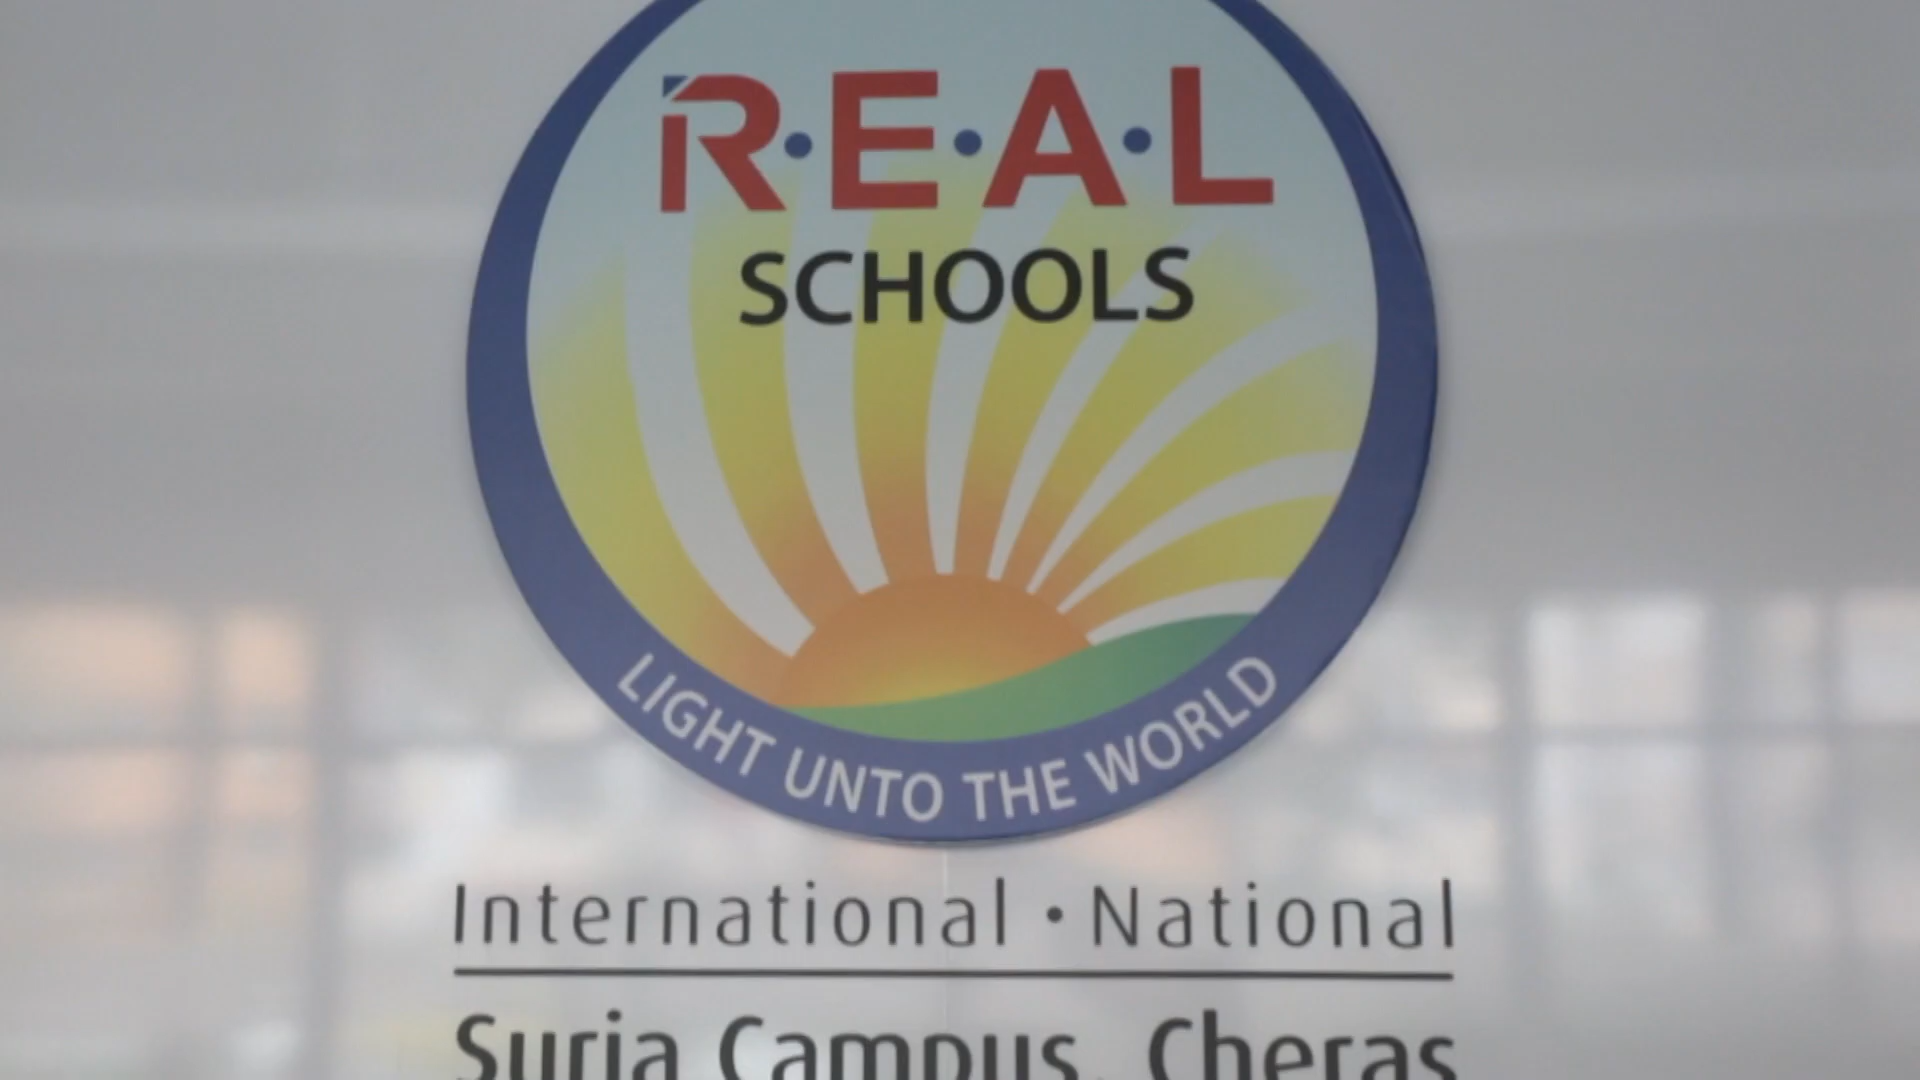 R·E·A·L
SCHOOLS
LIGHT UNTO THE WORLD
International · National
Suria Campus, Cheras